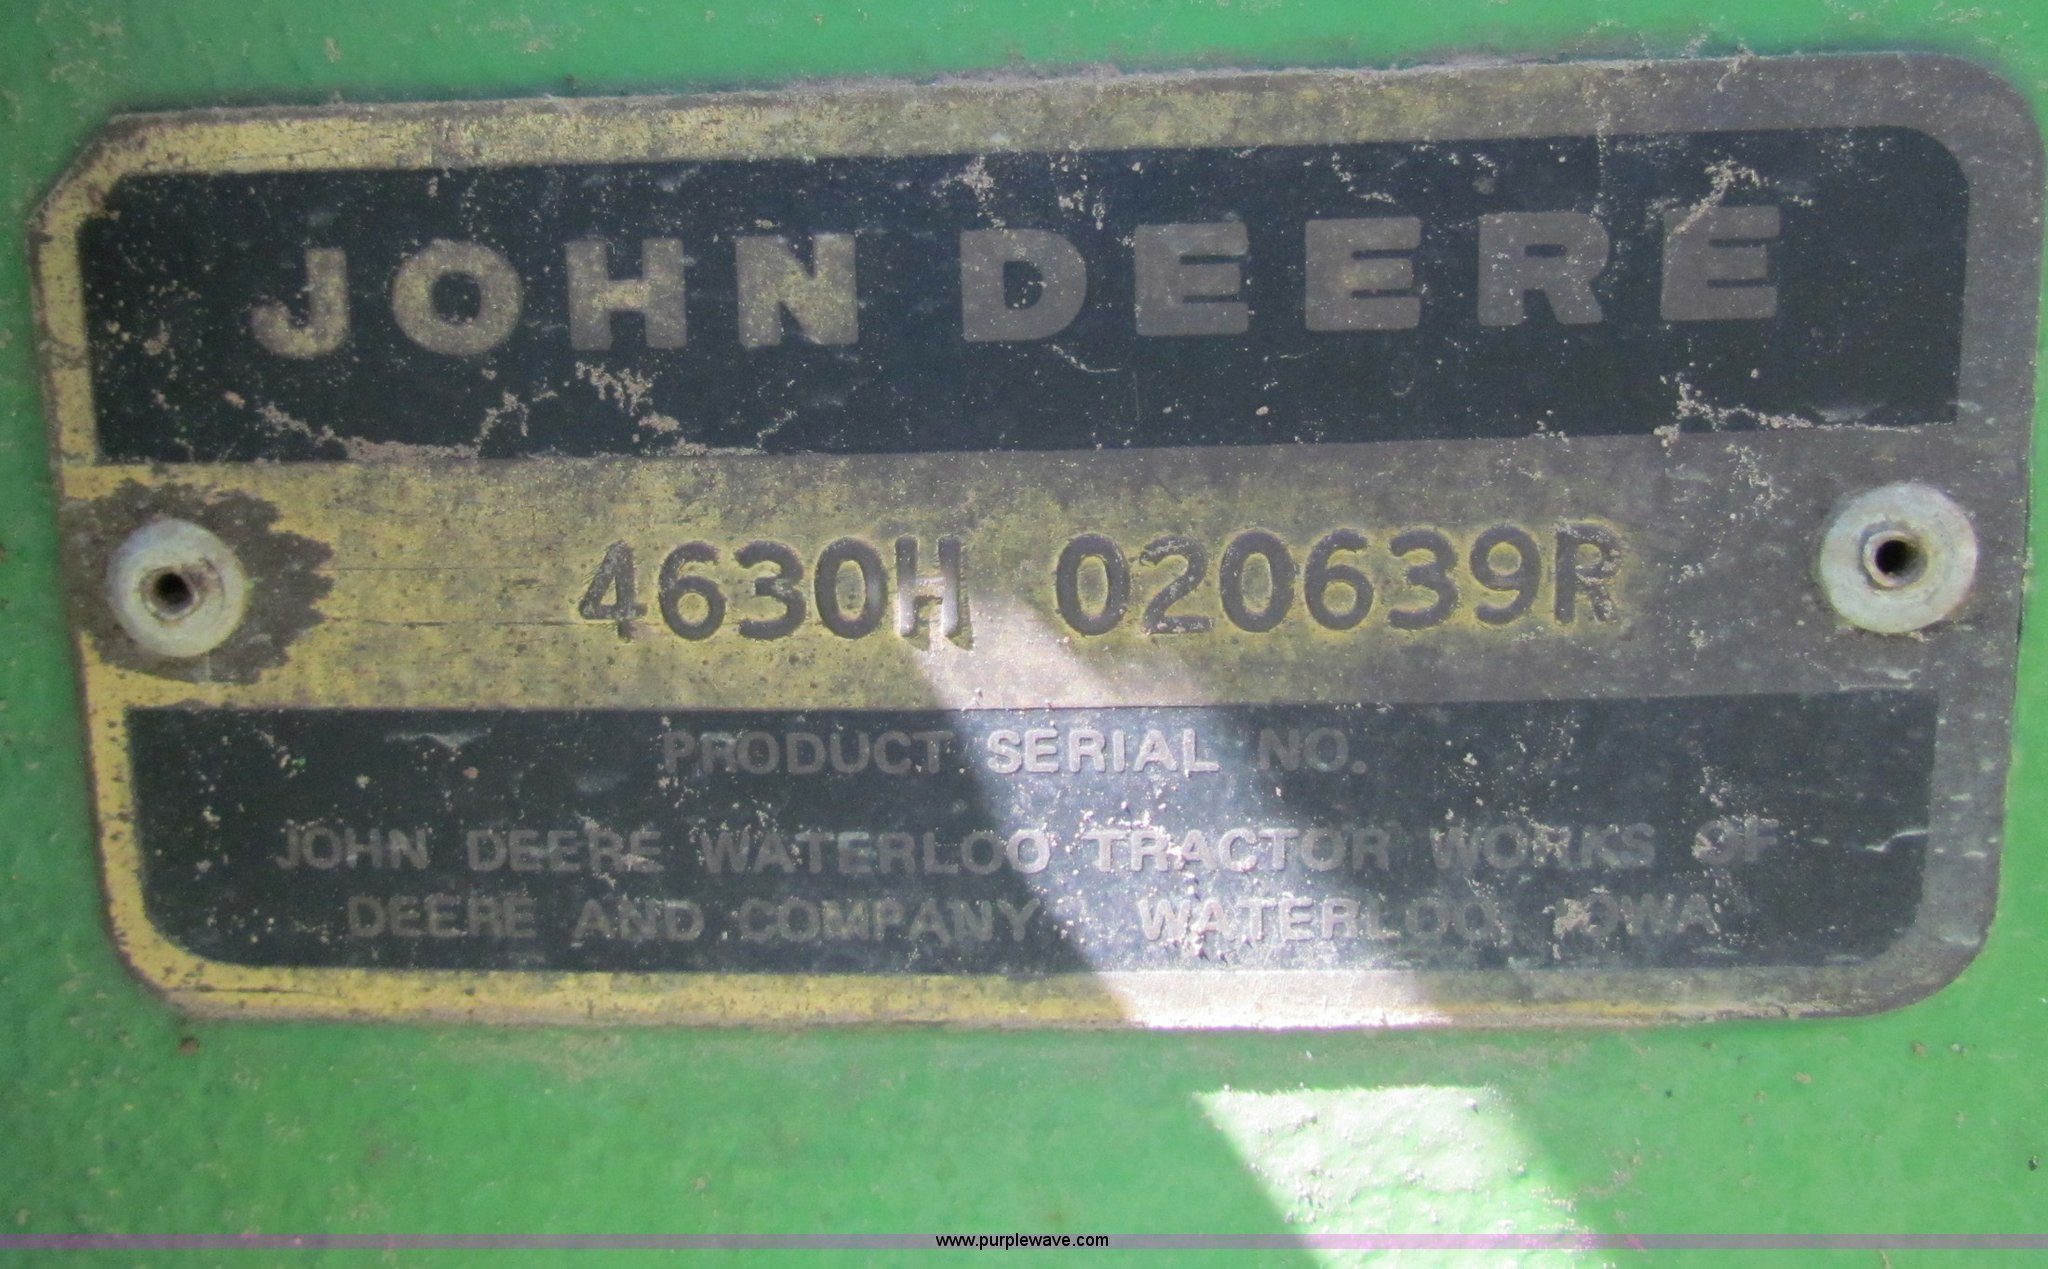 JOHN DEERE
4630H 020639R
PRODUCT SERIAL NO.
JOHN DEERE WATERLOO TRACTOR WORKS OF
DEERE AND COMPANY WATERLOO, IOWA
www.purplewave.com